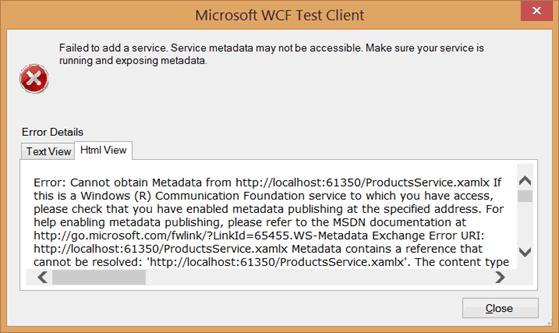 Microsoft WCF Test Client
Failed to add a service. Service metadata may not be accessible. Make sure your service is
running and exposing metadata.
Error Details
Text View Html View
Error: Cannot obtain Metadata from http://localhost:61350/ProductsService.xamlx If
this is a Windows (R) Communication Foundation service to which you have access,
please check that you have enabled metadata publishing at the specified address. For
help enabling metadata publishing, please refer to the MSDN documentation at
http://go.microsoft.com/fwlink/?LinkId=65455.WS-Metadata Exchange Error URI:
http://localhost:61350/ProductsService.xamlx Metadata contains a reference that
cannot be resolved: 'http://localhost:61350/ProductsService.xamlx'. The content type
Close